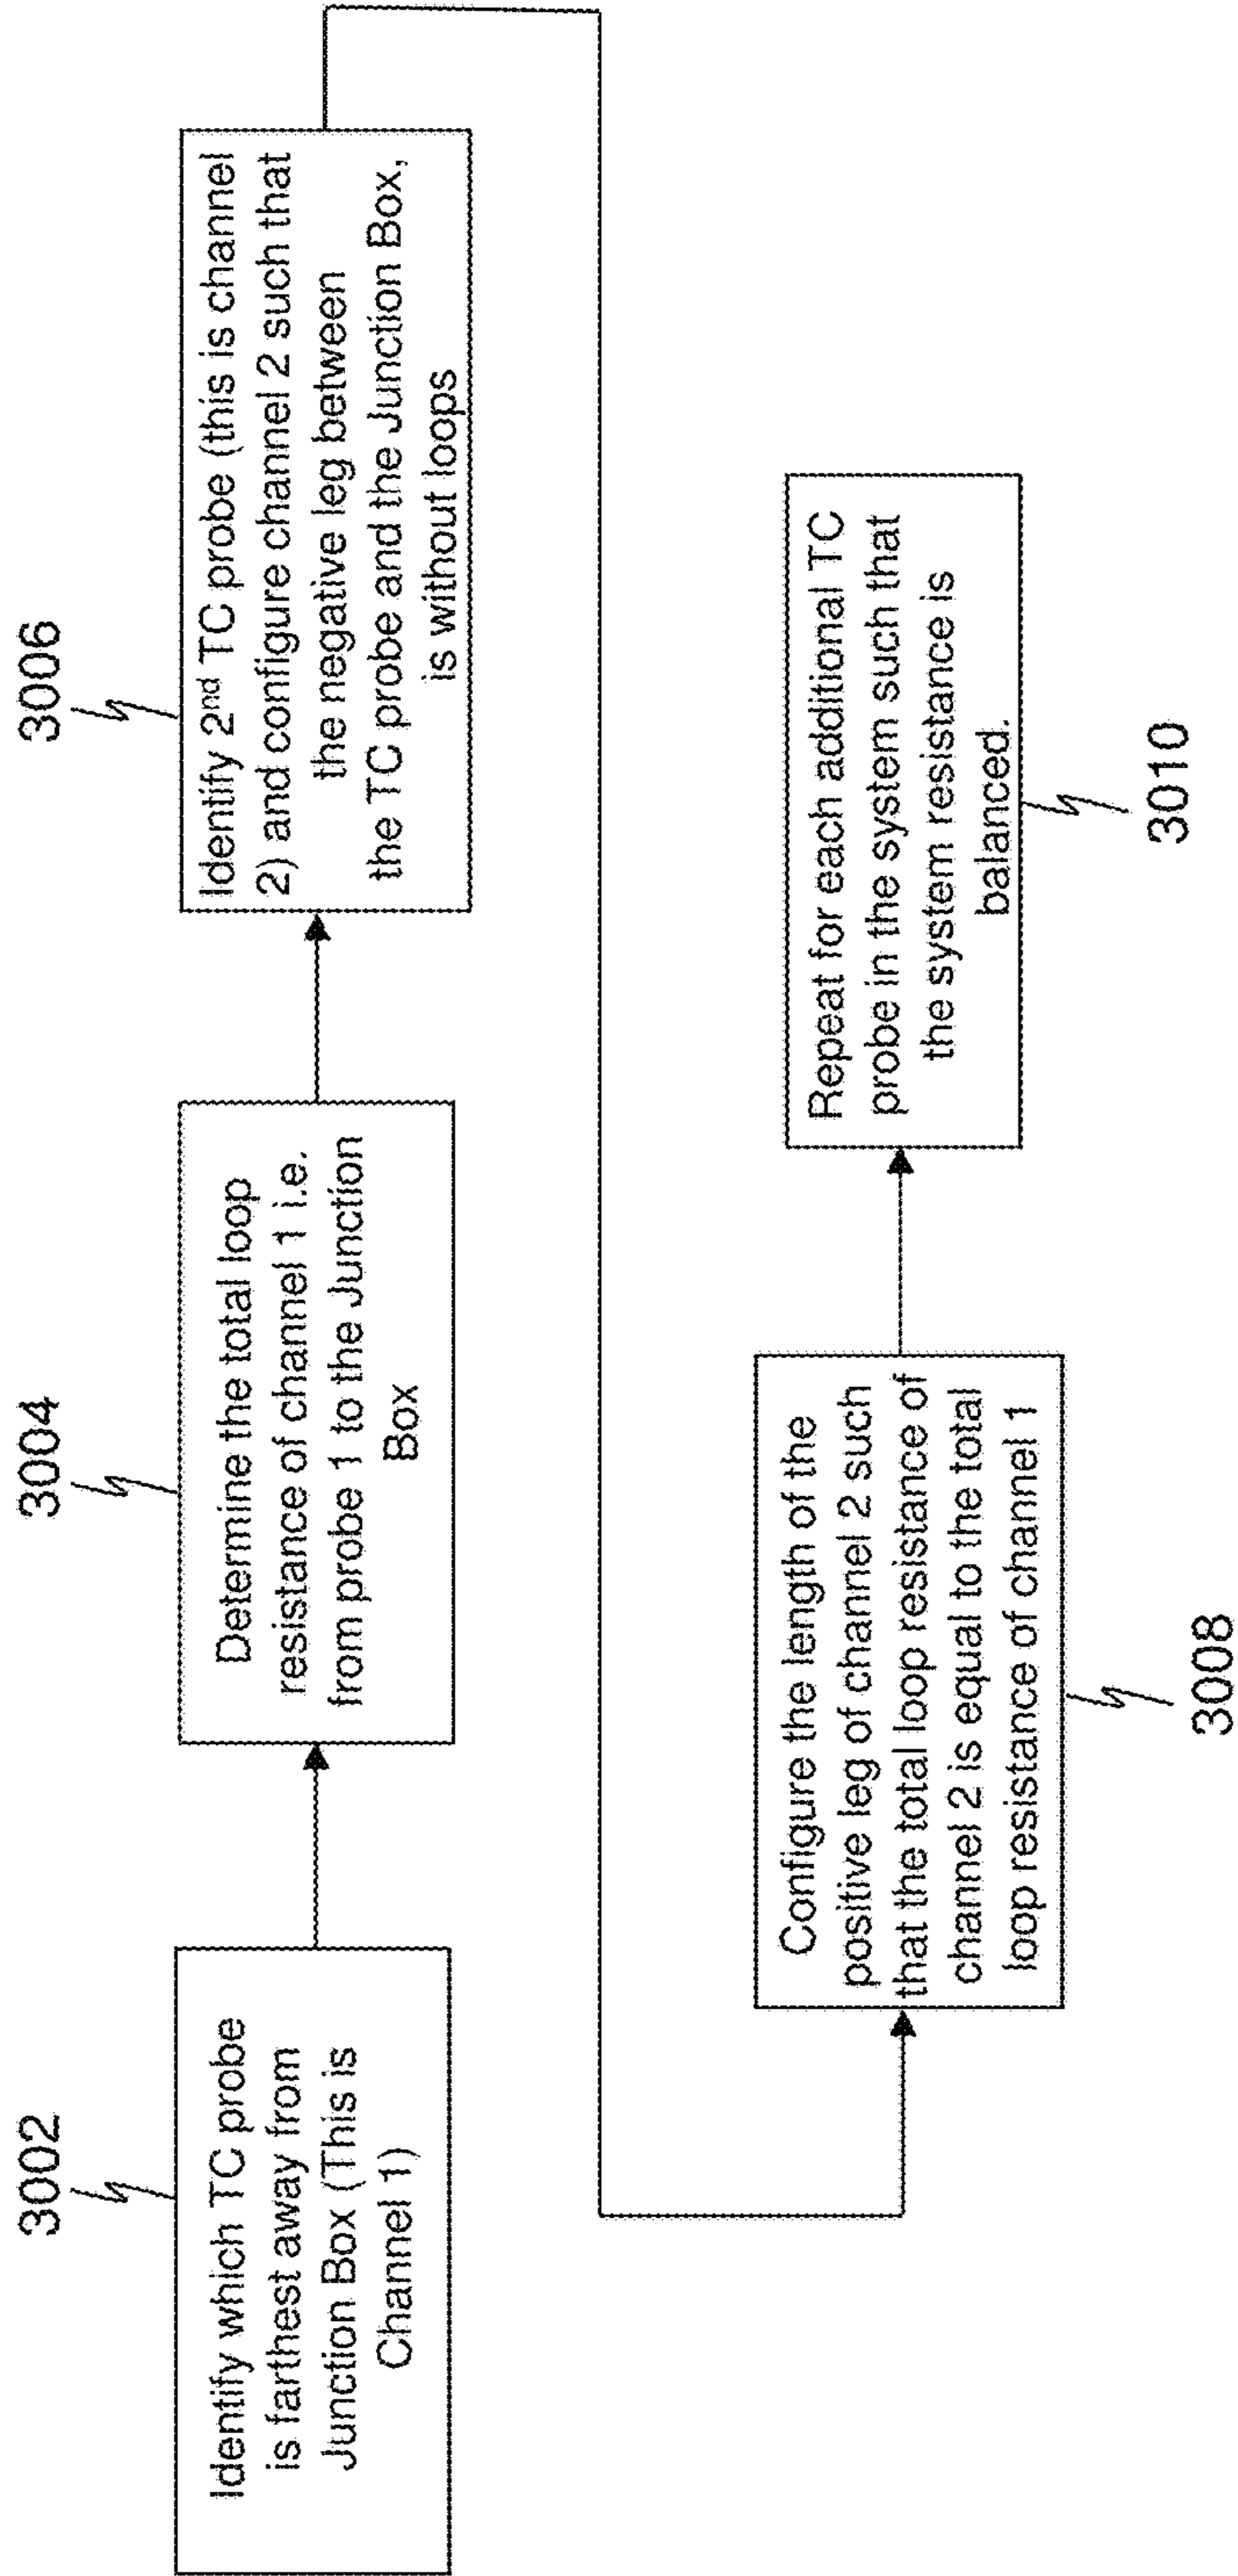 3002
Identify which TC probe
is farthest away from
Junction Box (This is
Channel 1)
3004
Determine the total loop
resistance of channel 1 i.e.
from probe 1 to the Junction
Box
3006
Identify 2nd TC probe (this is channel
2) and configure channel 2 such that
the negative leg between
the TC probe and the Junction Box,
is without loops
Configure the length of the
positive leg of channel 2 such
that the total loop resistance of
channel 2 is equal to the total
loop resistance of channel 1
3008
Repeat for each additional TC
probe in the system such that
the system resistance is
balanced.
3010